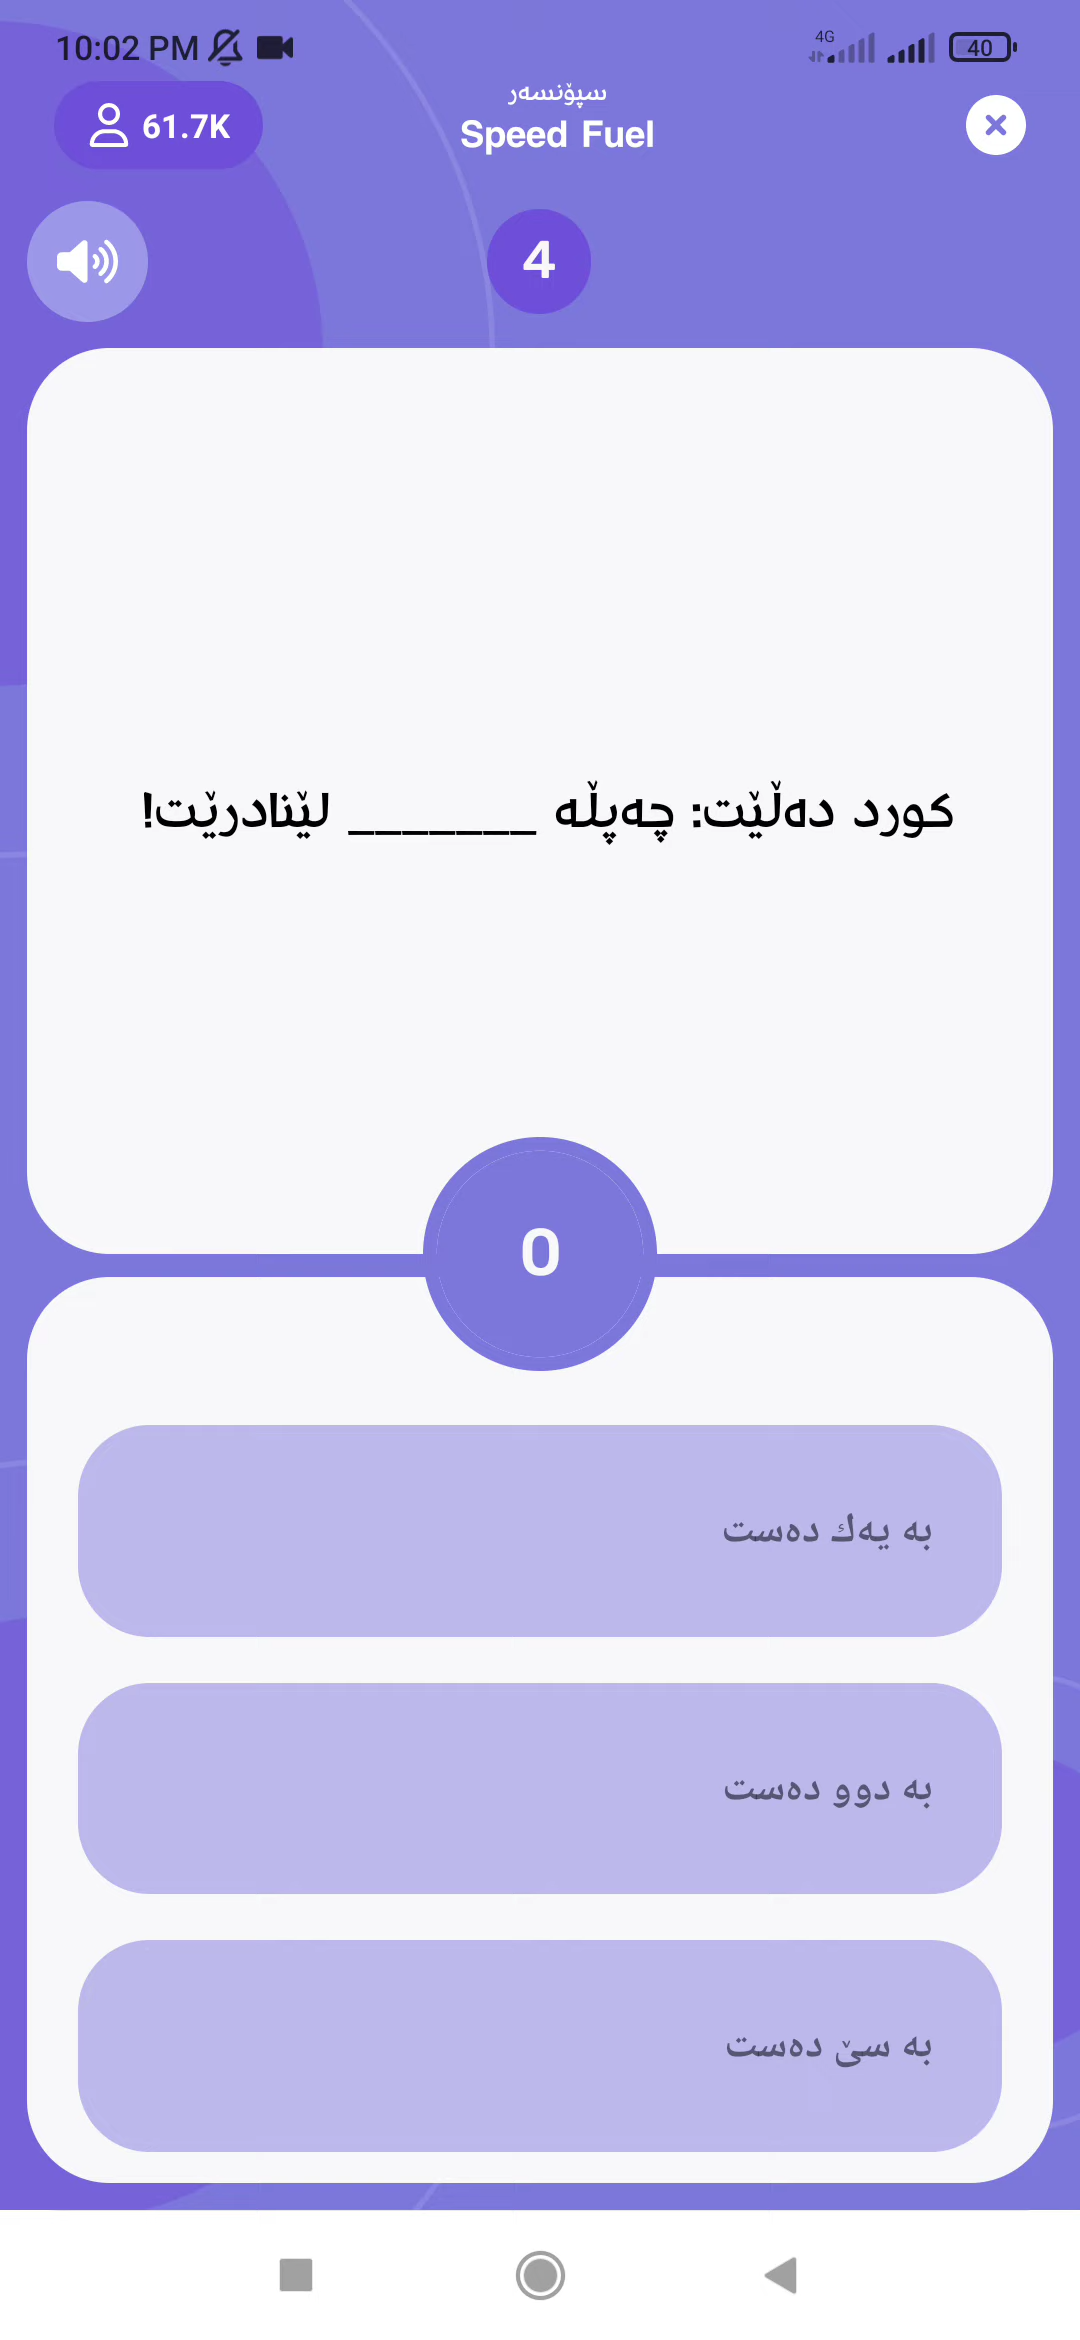 10:02 PM
4G
40
61.7K
سپۆنسەر
Speed Fuel
4
کورد دەڵێت: چەپڵە _______ لێنادرێت!
0
بە یەك دەست
بە دوو دەست
بە سێ دەست